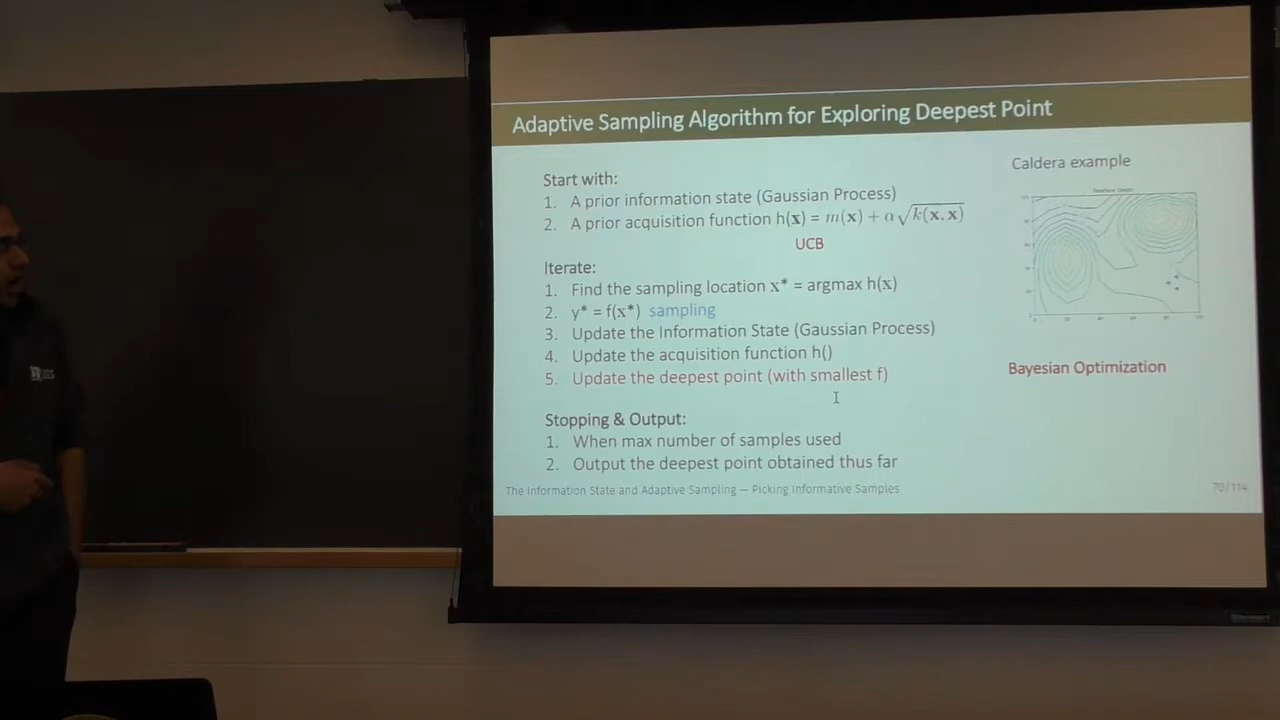 Adaptive Sampling Algorithm for Exploring Deepest Point
Start with:
1. A prior information state (Gaussian Process)
2. A prior acquisition function h(x) = m(x) + α√k(x, x)
UCB
Iterate:
1. Find the sampling location x* = argmax h(x)
2. y* = f(x*) sampling
3. Update the Information State (Gaussian Process)
4. Update the acquisition function h()
5. Update the deepest point (with smallest f)
Stopping & Output:
1. When max number of samples used
2. Output the deepest point obtained thus far
Caldera example
Bayesian Optimization
The Information State and Adaptive Sampling — Picking Informative Samples
70/114